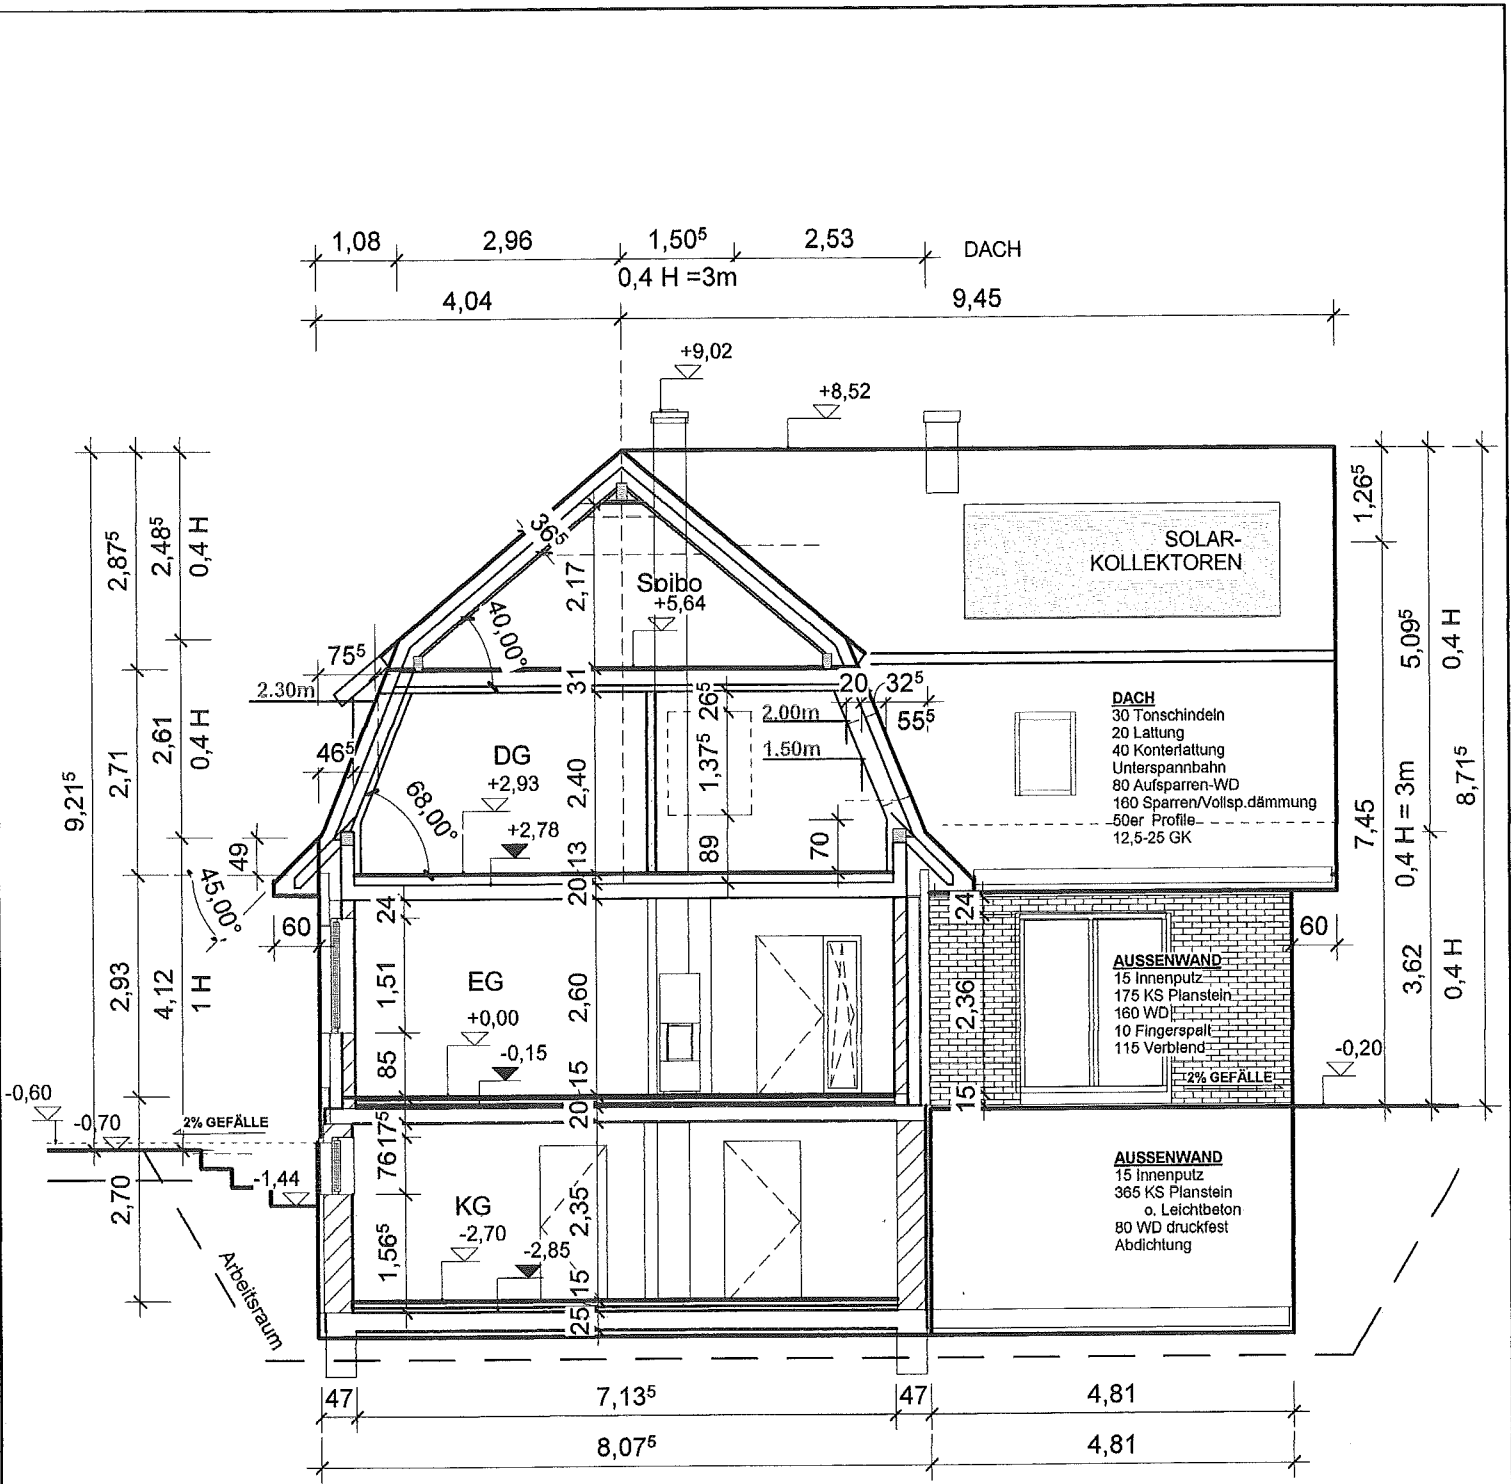 1,08
2,96
1,50⁵
2,53
DACH
0,4 H =3m
4,04
9,45
+9,02
+8,52
9,21⁵
2,87⁵
2,48⁵
0,4 H
36⁵
2,17
Spibo
+5,64
40,00°
SOLAR-
KOLLEKTOREN
1,26⁵
75⁵
2.30m
31
26⁵
20
32⁵
2.00m
55⁵
1.50m
1,37⁵
46⁵
DG
+2,93
2,40
68,00°
+2,78
13
89
70
2,71
2,61
0,4 H
49
45,00°
60
DACH
30 Tonschindeln
20 Lattung
40 Konterlattung
Unterspannbahn
80 Aufsparren-WD
160 Sparren/Vollsp.dämmung
50er Profile
12,5-25 GK
5,09⁵
0,4 H
7,45
0,4 H = 3m
8,71⁵
20
24
1,51
85
EG
+0,00
-0,15
2,60
15
24
2,36
15
AUSSENWAND
15 Innenputz
175 KS Planstein
160 WD
10 Fingerspalt
115 Verblend
2% GEFÄLLE
60
3,62
0,4 H
-0,20
2,93
4,12
1 H
-0,60
-0,70
2% GEFÄLLE
-1,44
2,70
20
17⁵
76
1,56⁵
KG
-2,70
-2,85
2,35
15
25
AUSSENWAND
15 Innenputz
365 KS Planstein
o. Leichtbeton
80 WD druckfest
Abdichtung
Arbeitsraum
47
7,13⁵
47
4,81
8,07⁵
4,81